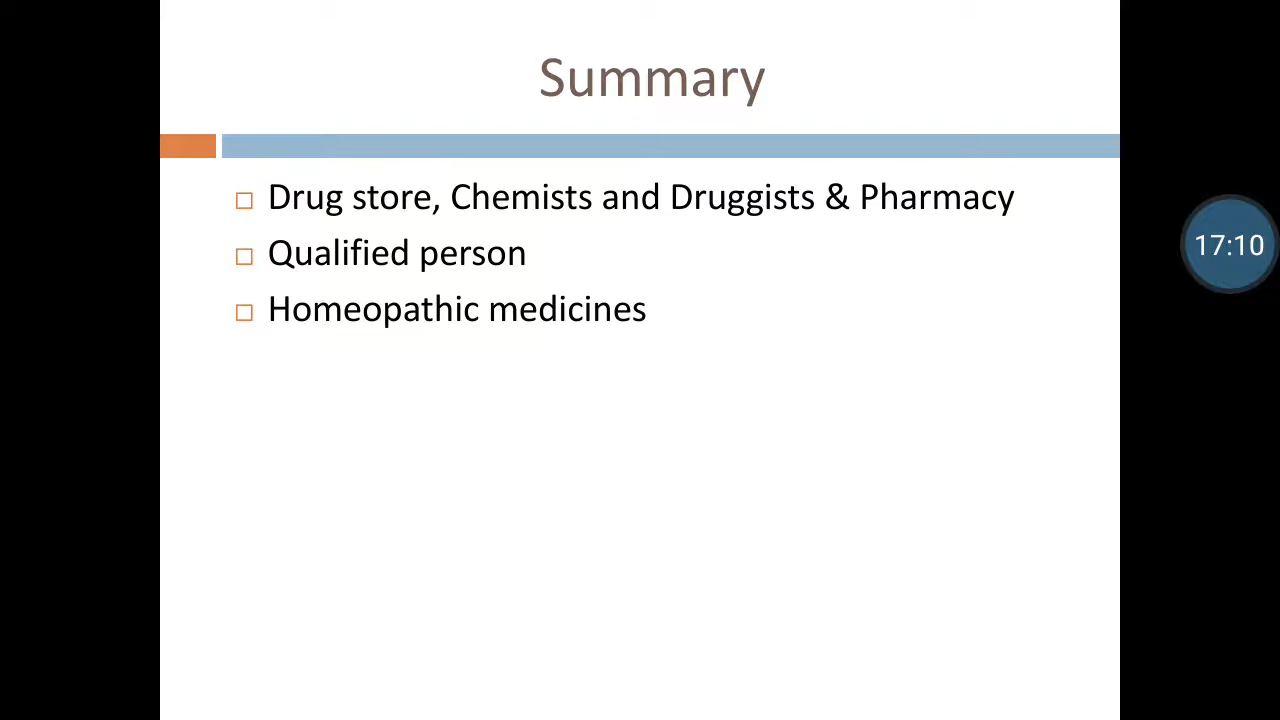 Summary
Drug store, Chemists and Druggists & Pharmacy
Qualified person
Homeopathic medicines
17:10